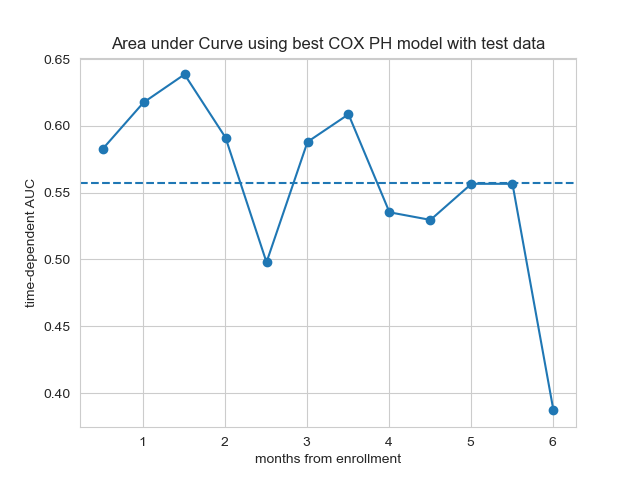 Area under Curve using best COX PH model with test data
0.65
0.60
0.55
0.50
0.45
0.40
time-dependent AUC
1 2 3 4 5 6
months from enrollment